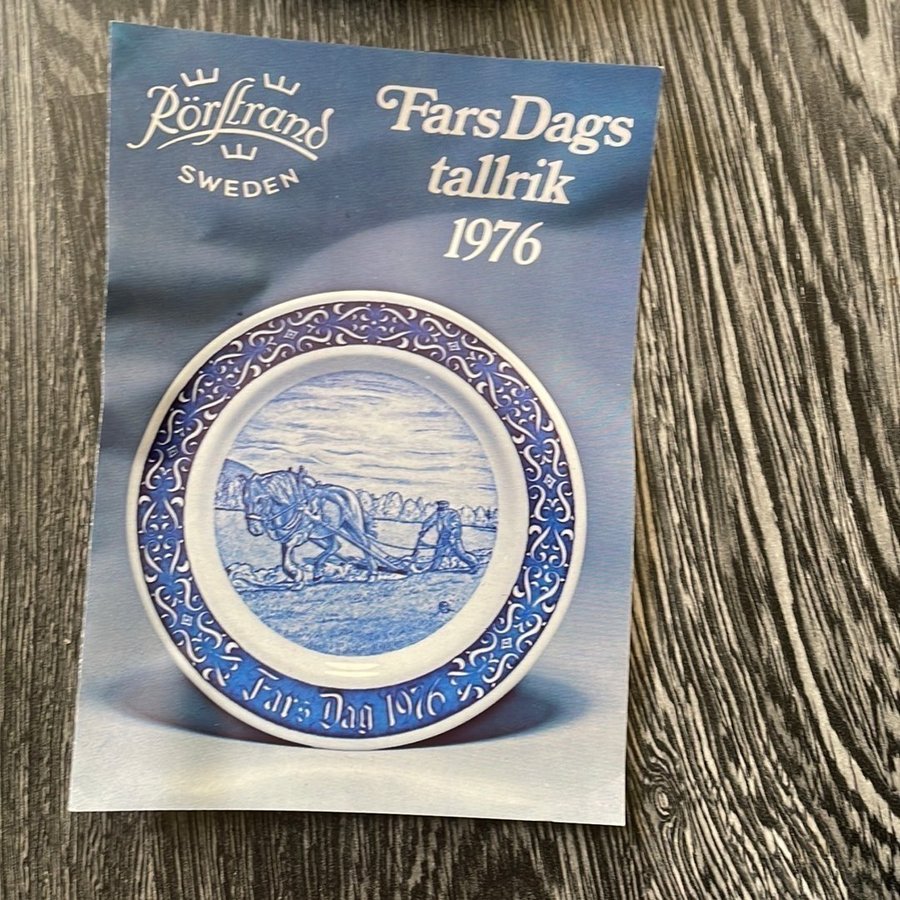 Rörstrand
SWEDEN
Fars Dags
tallrik
1976
Fars Dag 1976